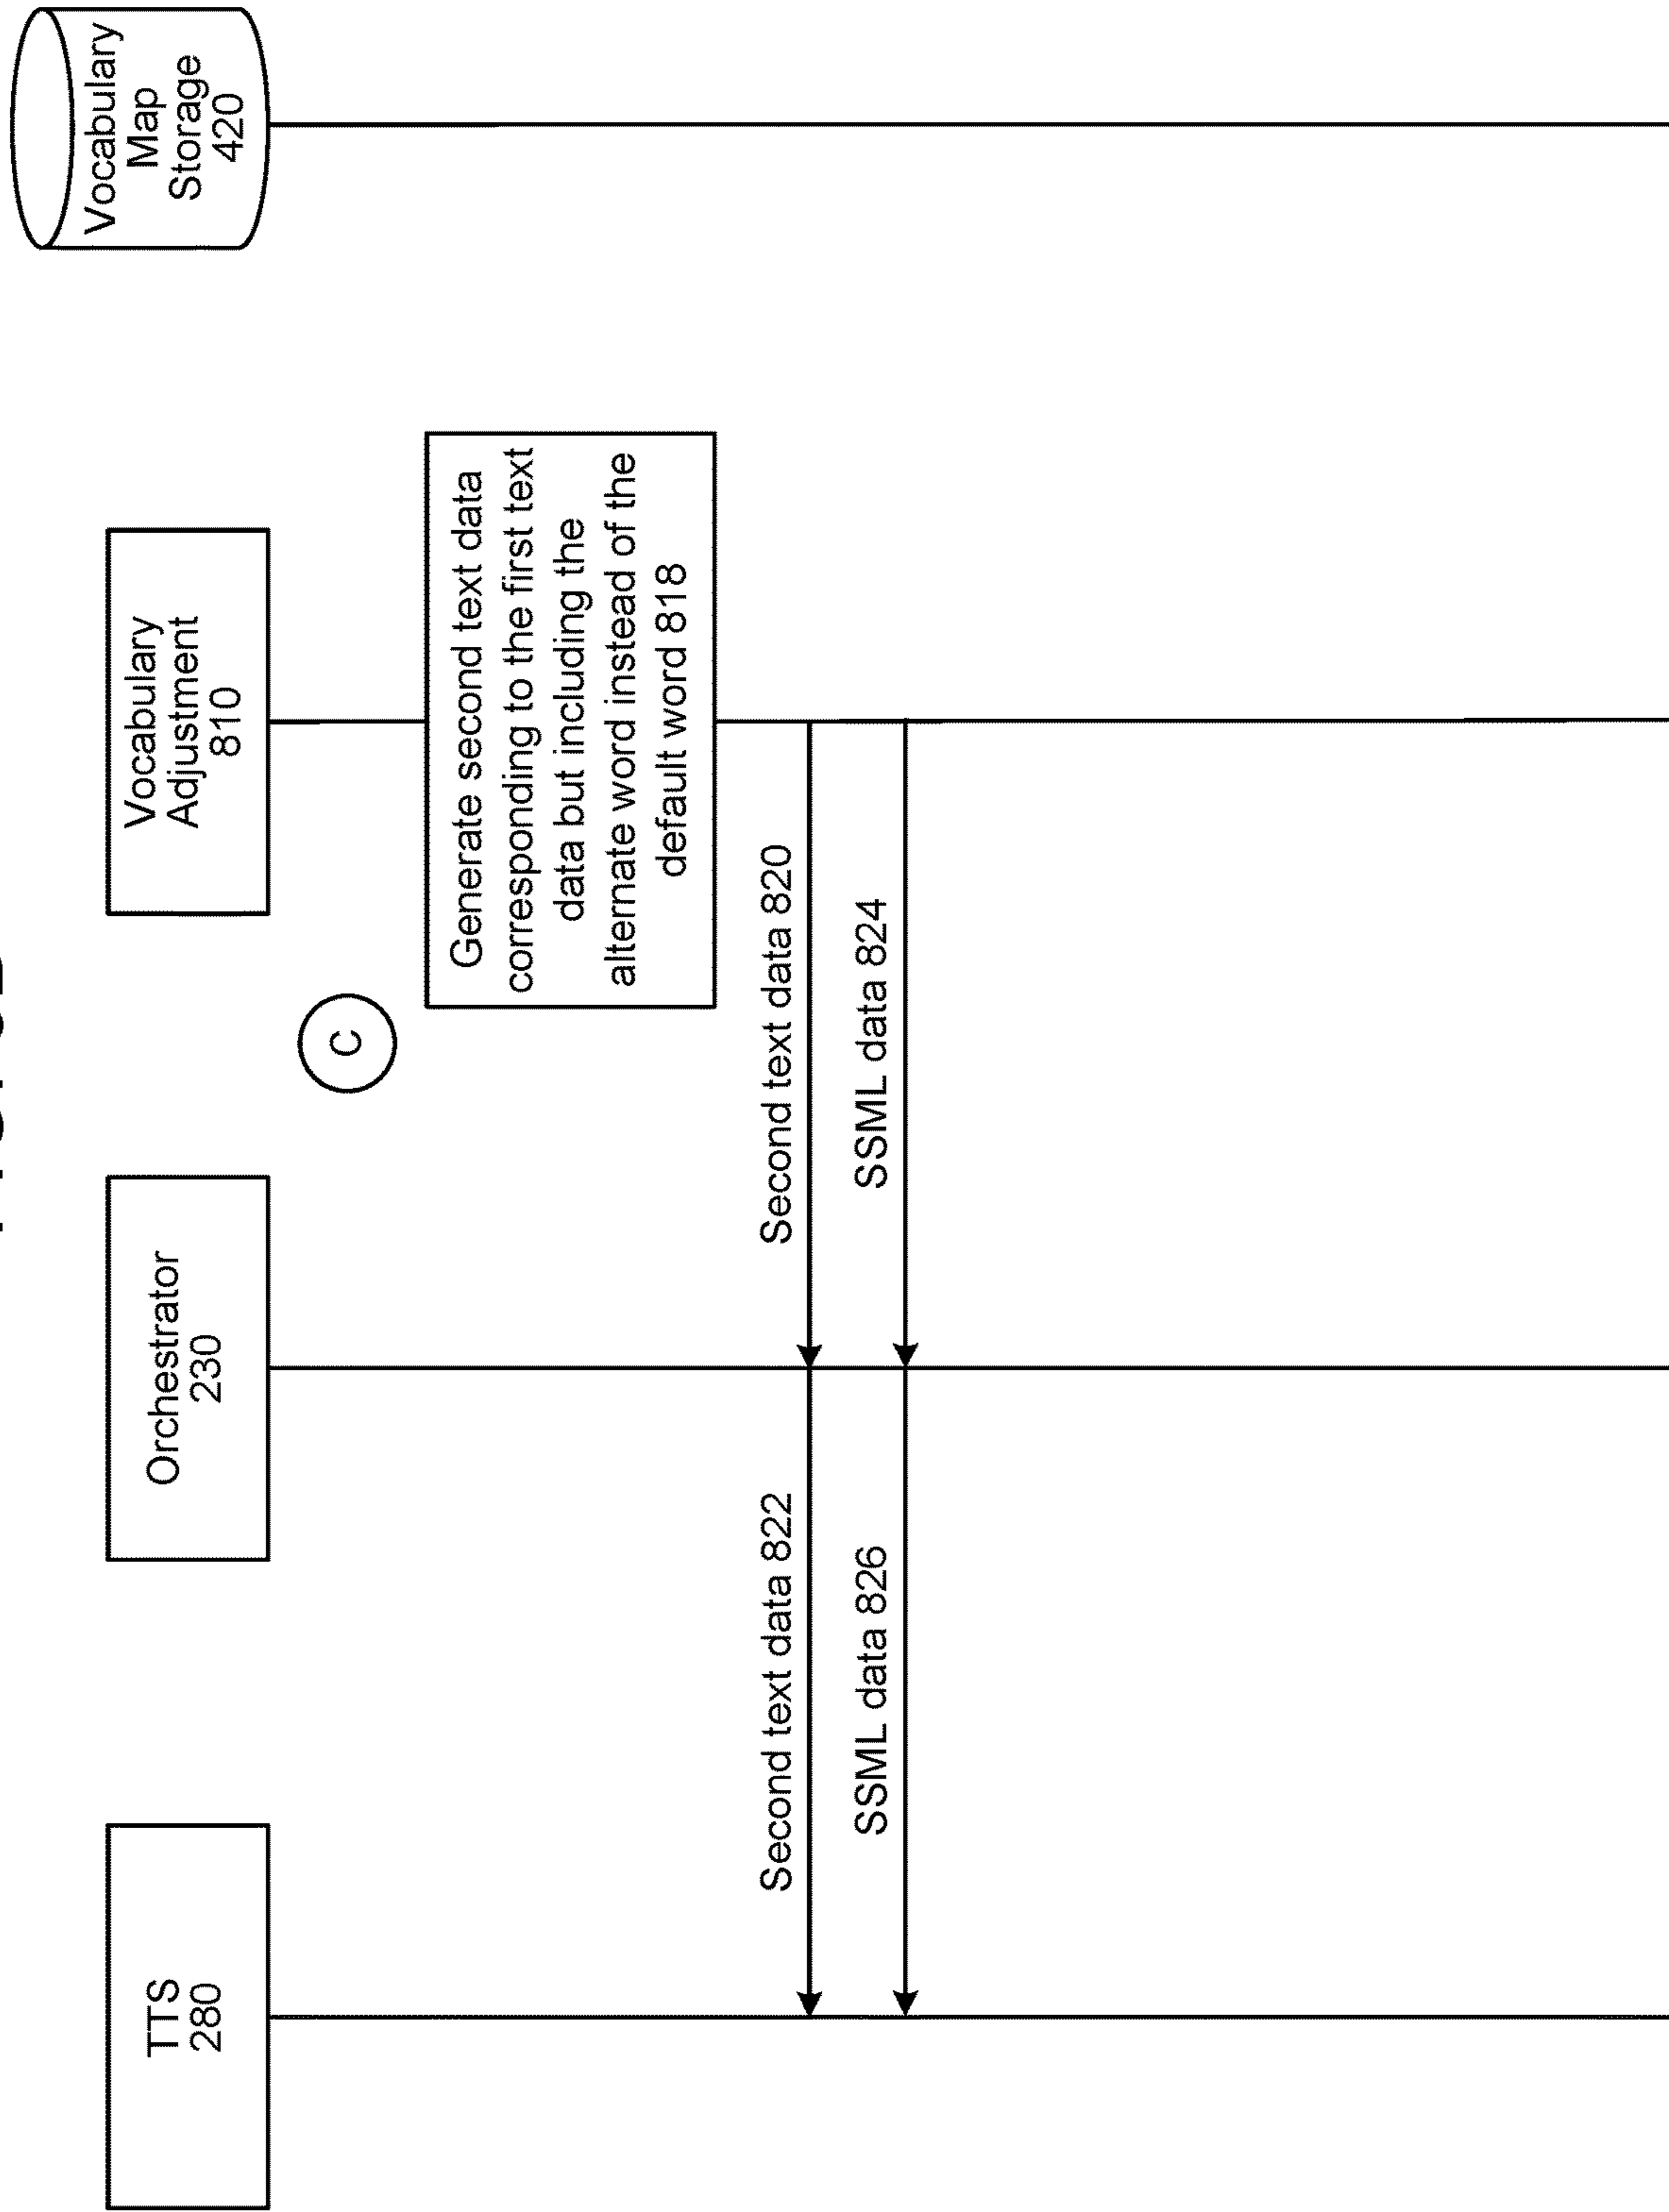 TTS
280
Orchestrator
230
Vocabulary
Adjustment
810
Vocabulary
Map
Storage
420
C
Generate second text data
corresponding to the first text
data but including the
alternate word instead of the
default word 818
Second text data 822
Second text data 820
SSML data 826
SSML data 824